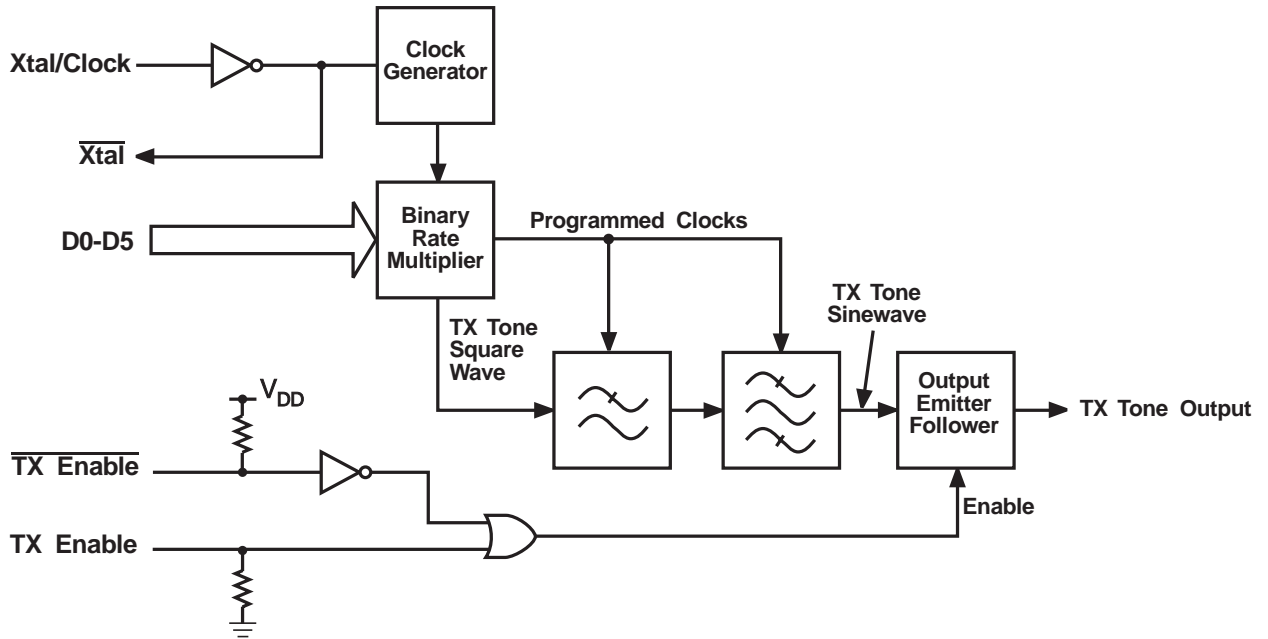 Xtal/Clock
Clock
Generator
Xtal
D0-D5
Binary
Rate
Multiplier
Programmed Clocks
TX Tone
Square
Wave
TX Tone
Sinewave
Output
Emitter
Follower
TX Tone Output
VDD
TX Enable
Enable
TX Enable